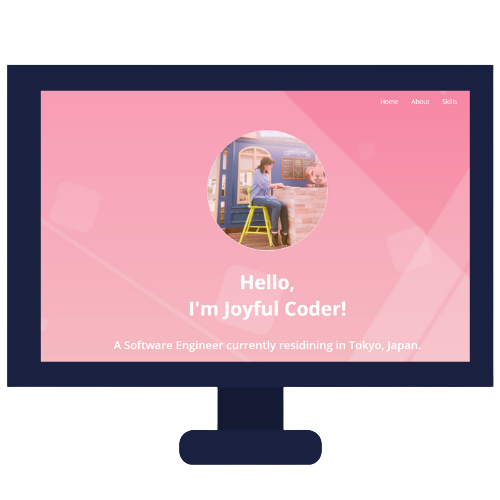 Home About Skills
Hello,
I'm Joyful Coder!
A Software Engineer currently residining in Tokyo, Japan.